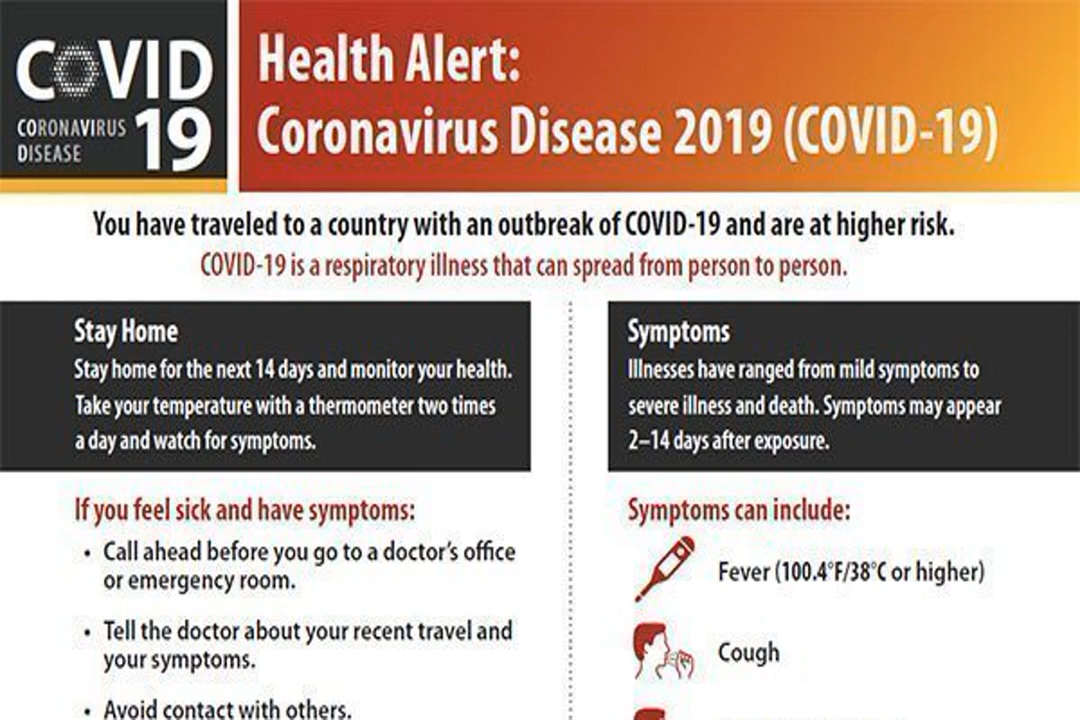 COVID
CORONAVIRUS
DISEASE
19
Health Alert:
Coronavirus Disease 2019 (COVID-19)
You have traveled to a country with an outbreak of COVID-19 and are at higher risk.
COVID-19 is a respiratory illness that can spread from person to person.
Stay Home
Stay home for the next 14 days and monitor your health.
Take your temperature with a thermometer two times
a day and watch for symptoms.
If you feel sick and have symptoms:
• Call ahead before you go to a doctor's office
or emergency room.
• Tell the doctor about your recent travel and
your symptoms.
• Avoid contact with others.
Symptoms
Illnesses have ranged from mild symptoms to
severe illness and death. Symptoms may appear
2–14 days after exposure.
Symptoms can include:
Fever (100.4°F/38°C or higher)
Cough